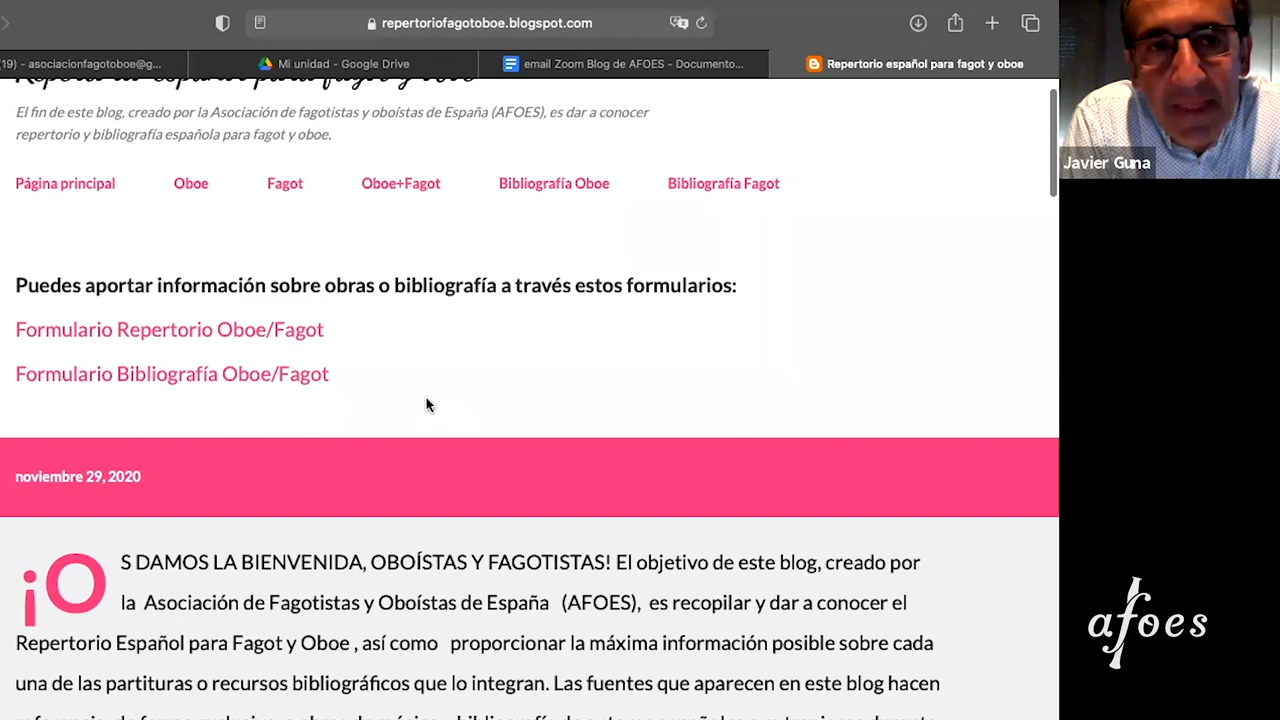 repertoriofagotoboe.blogspot.com
19) - asociacionfagotoboe@g...
Mi unidad - Google Drive
email Zoom Blog de AFOES - Documento...
Repertorio español para fagot y oboe
Repertorio español para fagot y oboe
El fin de este blog, creado por la Asociación de fagotistas y oboístas de España (AFOES), es dar a conocer
repertorio y bibliografía española para fagot y oboe.
Página principal
Oboe
Fagot
Oboe+Fagot
Bibliografía Oboe
Bibliografía Fagot
Javier Guna
Puedes aportar información sobre obras o bibliografía a través estos formularios:
Formulario Repertorio Oboe/Fagot
Formulario Bibliografía Oboe/Fagot
noviembre 29, 2020
¡OS DAMOS LA BIENVENIDA, OBOÍSTAS Y FAGOTISTAS! El objetivo de este blog, creado por
la Asociación de Fagotistas y Oboístas de España (AFOES), es recopilar y dar a conocer el
Repertorio Español para Fagot y Oboe , así como proporcionar la máxima información posible sobre cada
una de las partituras o recursos bibliográficos que lo integran. Las fuentes que aparecen en este blog hacen
afoes